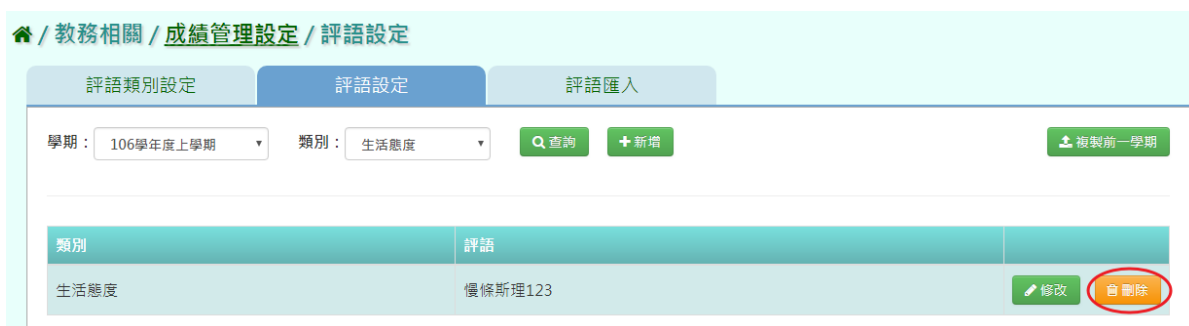 / 教務相關 / 成績管理設定 / 評語設定
評語類別設定 評語設定 評語匯入
學期： 106學年度上學期 類別： 生活態度 查詢 新增 複製前一學期
類別 評語
生活態度 慢條斯理123 修改 刪除